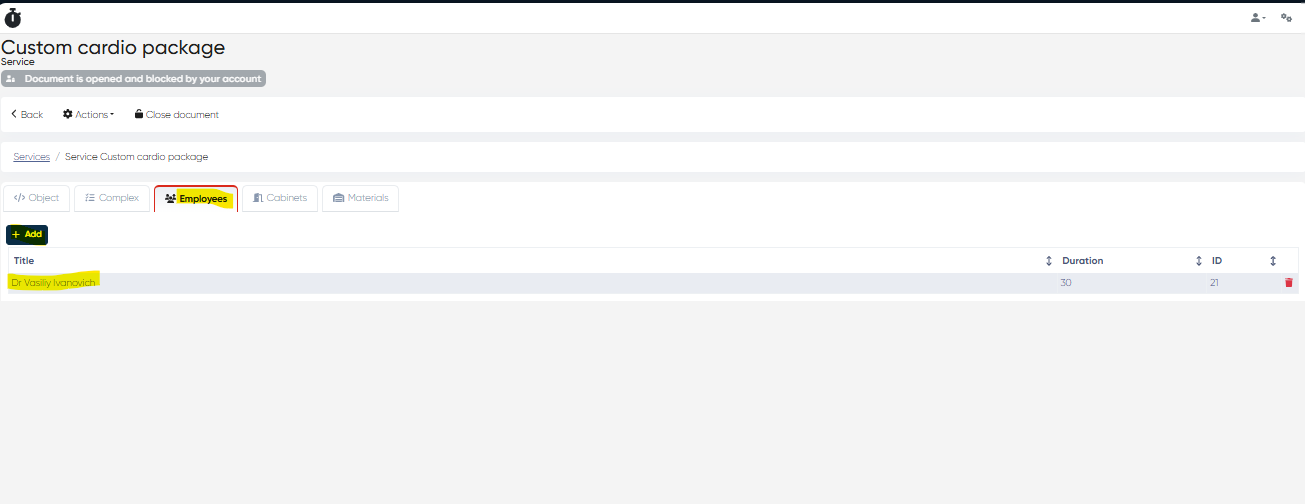 Custom cardio package
Service
Document is opened and blocked by your account
Back Actions Close document
Services / Service Custom cardio package
Object Complex Employees Cabinets Materials
+ Add
Title Duration ID
Dr Vasiliy Ivanovich 30 21